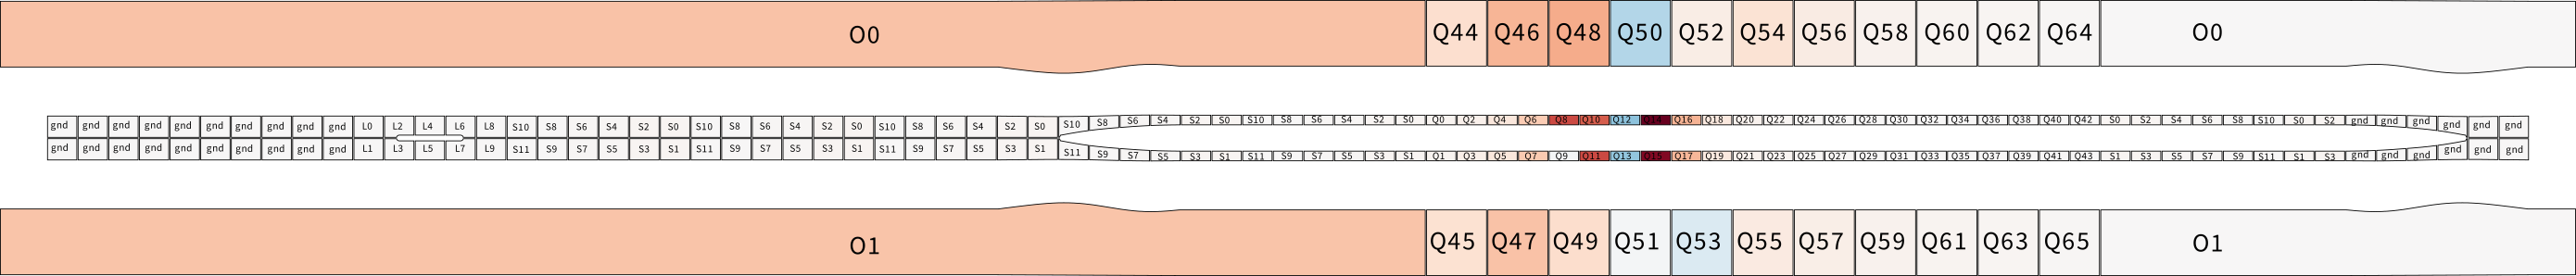 O0 Q44 Q46 Q48 Q50 Q52 Q54 Q56 Q58 Q60 Q62 Q64 O0
gnd gnd gnd gnd gnd gnd gnd gnd gnd gnd L0 L2 L4 L6 L8 S10 S8 S6 S4 S2 S0 S10 S8 S6 S4 S2 S0 S10 S8 S6 S4 S2 S0 S10 S8 S6 S4 S2 S0 S10 S8 S6 S4 S2 S0 Q0 Q2 Q4 Q6 Q8 Q10 Q12 Q14 Q16 Q18 Q20 Q22 Q24 Q26 Q28 Q30 Q32 Q34 Q36 Q38 Q40 Q42 S0 S2 S4 S6 S8 S10 S0 S2 gnd gnd gnd gnd gnd gnd
gnd gnd gnd gnd gnd gnd gnd gnd gnd gnd L1 L3 L5 L7 L9 S11 S9 S7 S5 S3 S1 S11 S9 S7 S5 S3 S1 S11 S9 S7 S5 S3 S1 S11 S9 S7 S5 S3 S1 S11 S9 S7 S5 S3 S1 Q1 Q3 Q5 Q7 Q9 Q11 Q13 Q15 Q17 Q19 Q21 Q23 Q25 Q27 Q29 Q31 Q33 Q35 Q37 Q39 Q41 Q43 S1 S3 S5 S7 S9 S11 S1 S3 gnd gnd gnd gnd gnd gnd
O1 Q45 Q47 Q49 Q51 Q53 Q55 Q57 Q59 Q61 Q63 Q65 O1